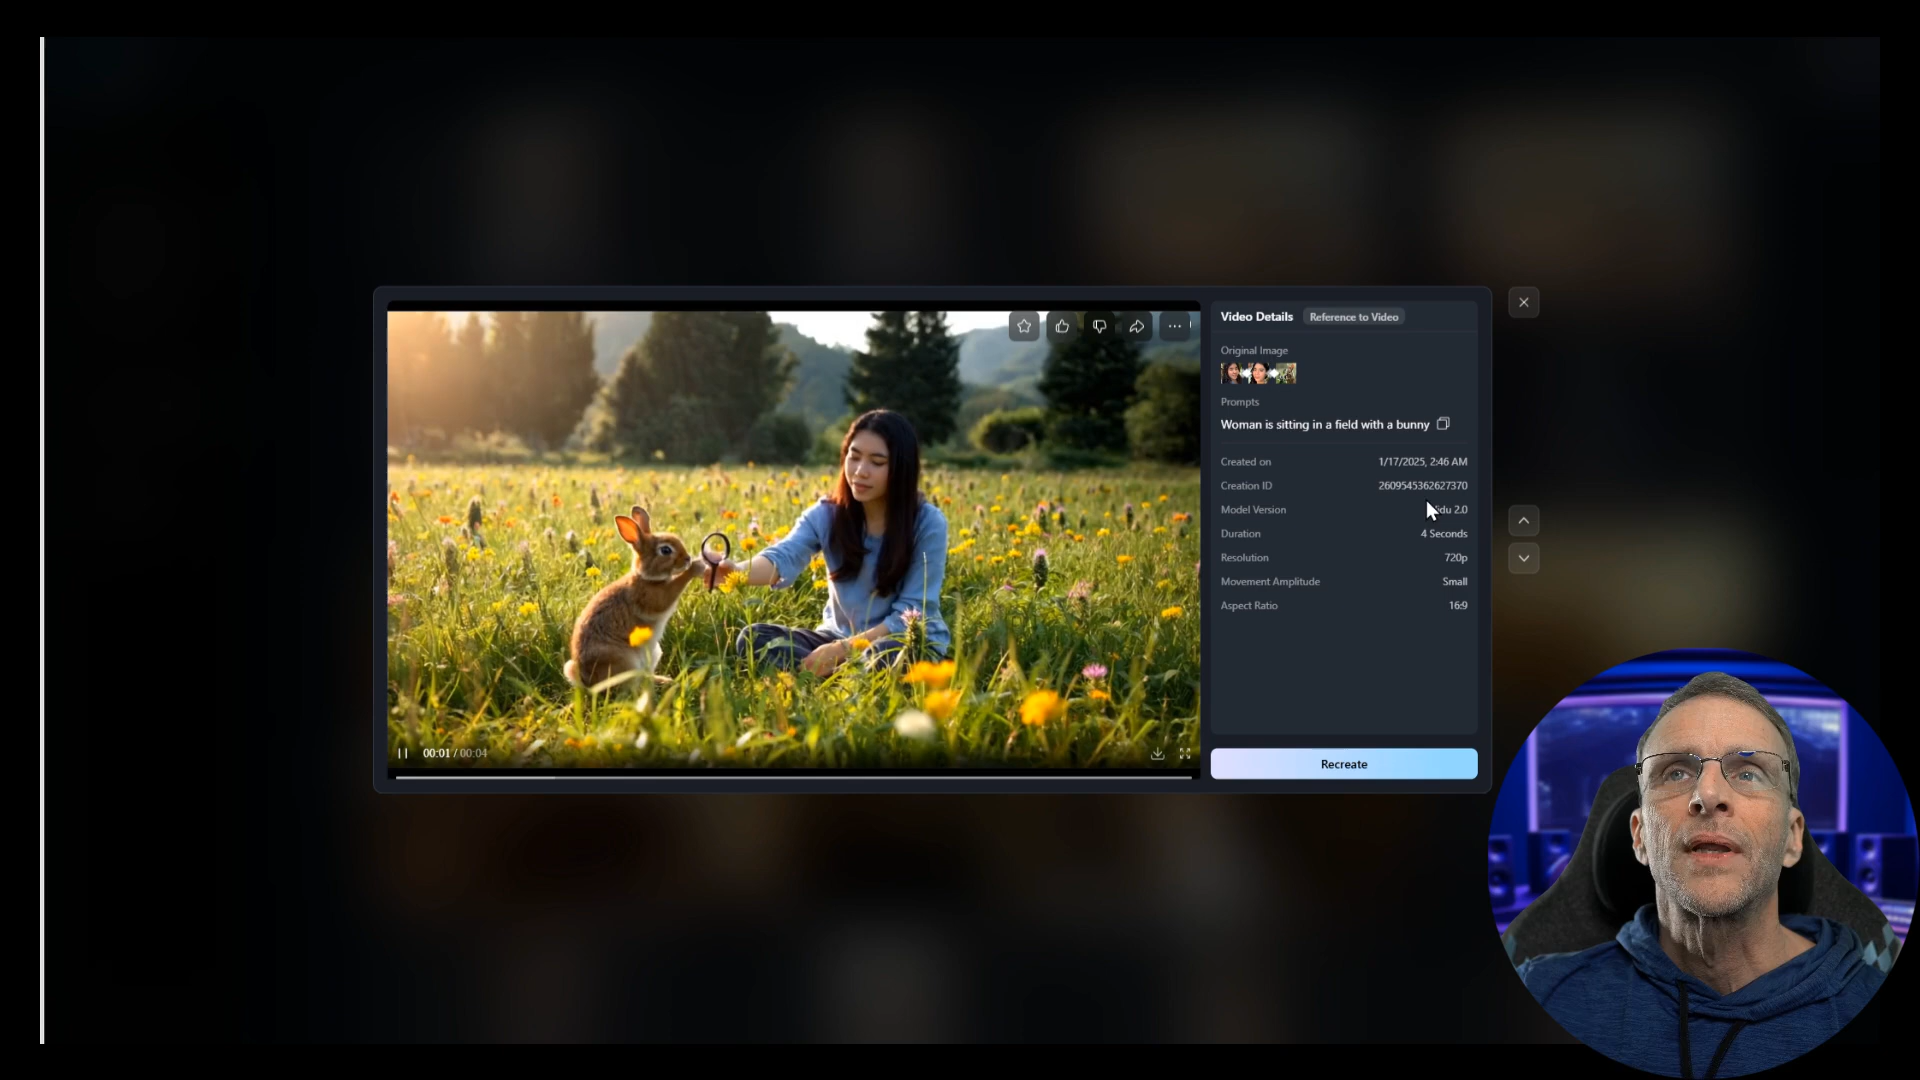 Video Details Reference to Video
Original Image
Prompts
Woman is sitting in a field with a bunny
Created on 1/17/2025, 2:46 AM
Creation ID 2609545362627370
Model Version idu 2.0
Duration 4 Seconds
Resolution 720p
Movement Amplitude Small
Aspect Ratio 16:9
00:01 / 00:04
Recreate